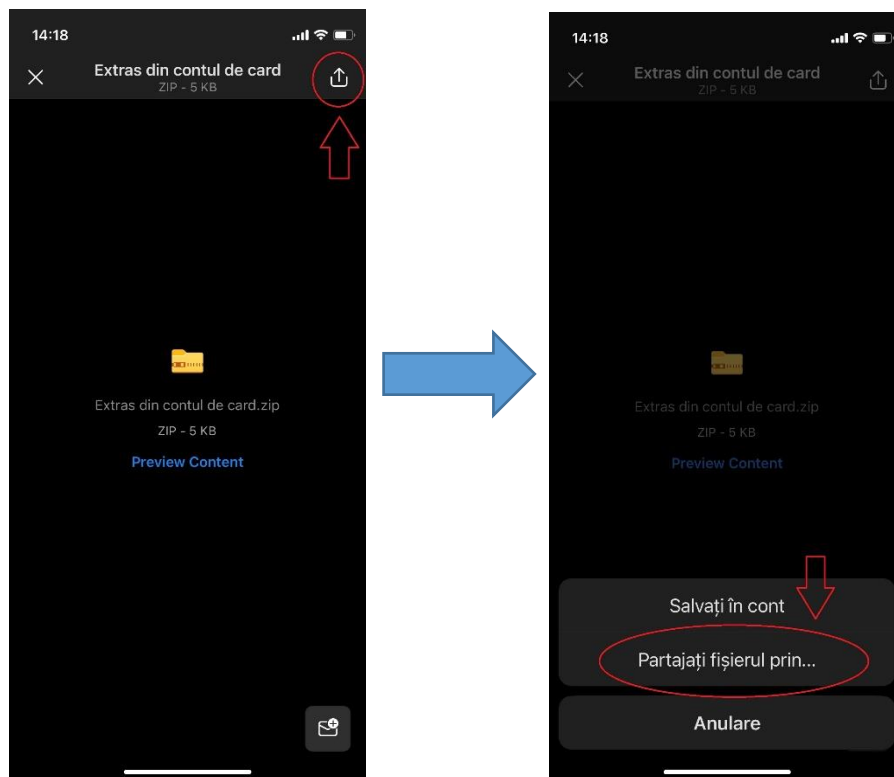 14:18
Extras din contul de card
ZIP - 5 KB
Extras din contul de card.zip
ZIP - 5 KB
Preview Content
14:18
Extras din contul de card
ZIP - 5 KB
Extras din contul de card.zip
ZIP - 5 KB
Preview Content
Salvați în cont
Partajați fișierul prin...
Anulare